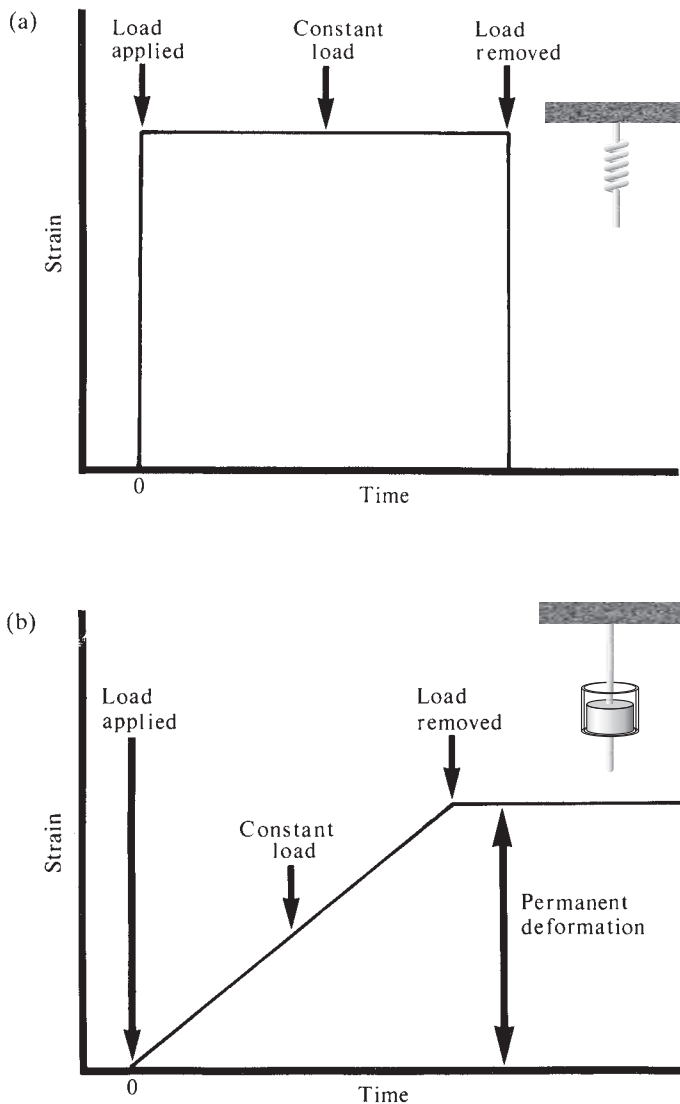 (a)
Load
applied
Constant
load
Load
removed
Strain
0
Time
(b)
Load
applied
Load
removed
Constant
load
Strain
Permanent
deformation
0
Time